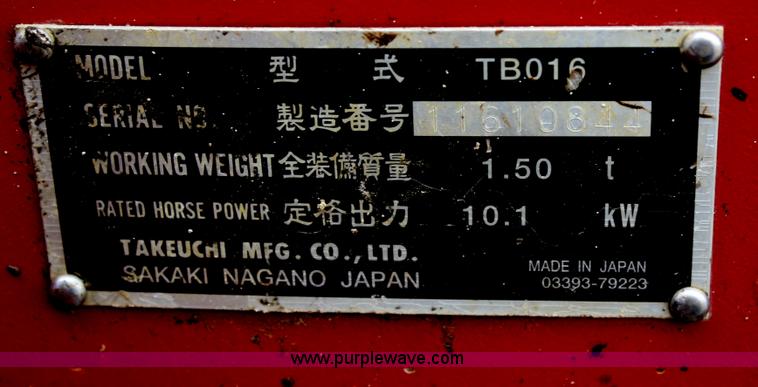 MODEL 型 式 TB016
SERIAL NO. 製造番号 11610844
WORKING WEIGHT 全装備質量 1.50 t
RATED HORSE POWER 定格出力 10.1 kW
TAKEUCHI MFG. CO., LTD.
SAKAKI NAGANO JAPAN
MADE IN JAPAN
03393-79223
www.purplewave.com